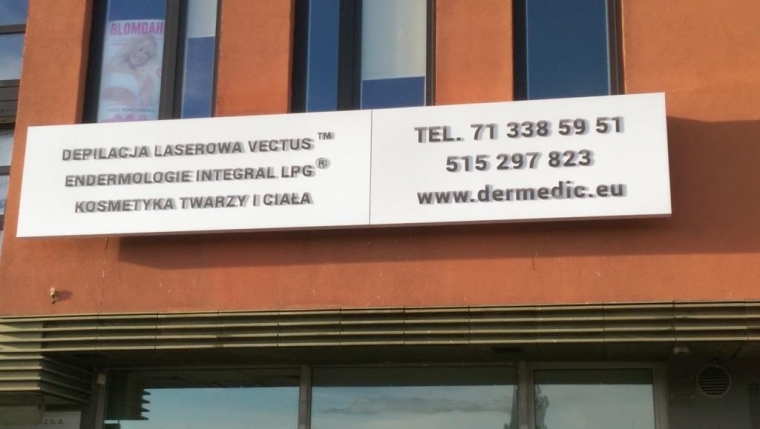 BLOMDAHL
DEPILACJA LASEROWA VECTUS™
ENDERMOLOGIE INTEGRAL LPG®
KOSMETYKA TWARZY I CIAŁA
TEL. 71 338 59 51
515 297 823
www.dermedic.eu